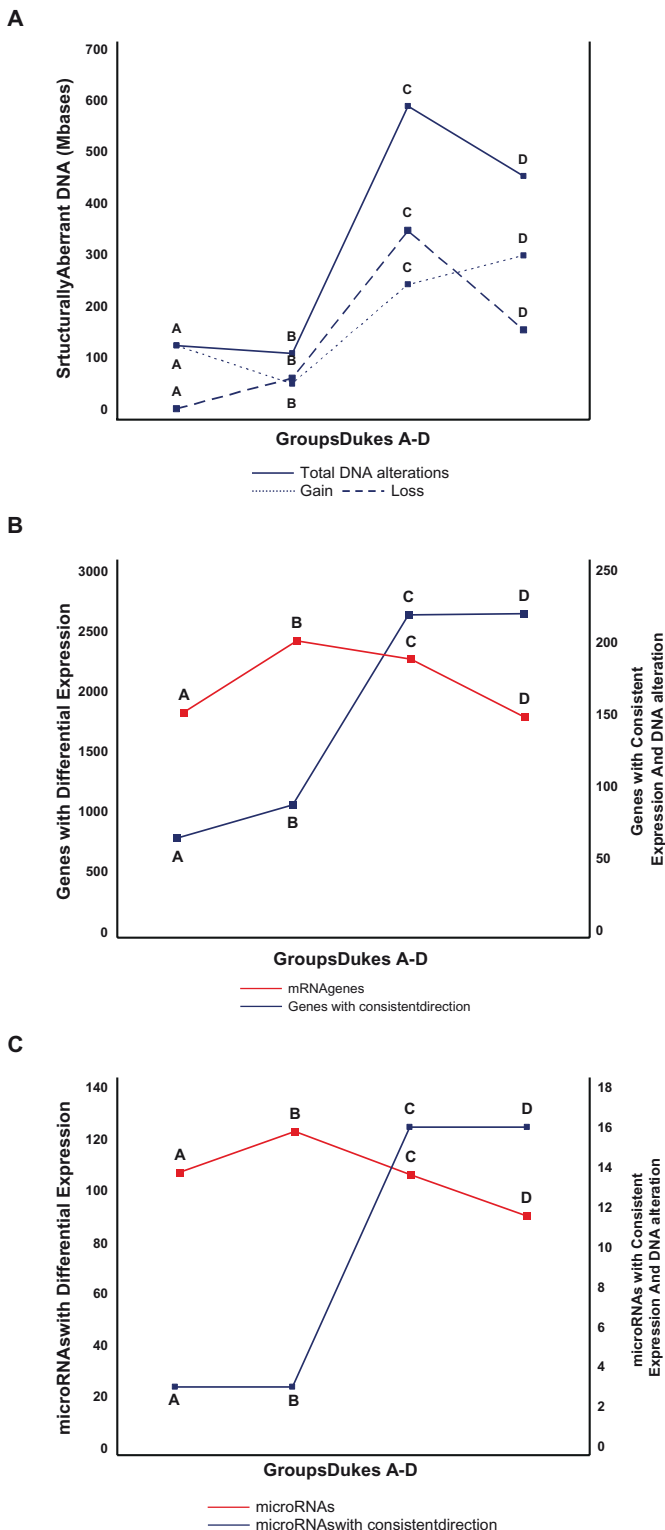 A
SrtucturallyAberrant DNA (Mbases)
700
600
500
400
300
200
100
0
A
A
A
B
B
B
C
C
C
D
D
D
GroupsDukes A-D
Total DNA alterations
Gain Loss
B
Genes with Differential Expression
3000
2500
2000
1500
1000
500
0
A
B
C
D
A
B
C
D
250
200
150
100
50
0
Genes with Consistent
Expression And DNA alteration
GroupsDukes A-D
mRNAgenes
Genes with consistentdirection
C
microRNAswith Differential Expression
140
120
100
80
60
40
20
0
A
B
C
D
A
B
C
D
18
16
14
12
10
8
6
4
2
0
microRNAs with Consistent
Expression And DNA alteration
GroupsDukes A-D
microRNAs
microRNAswith consistentdirection